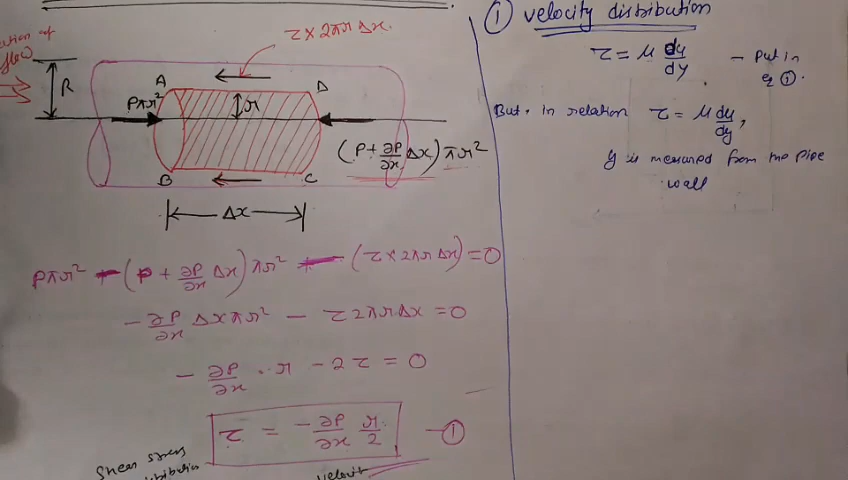 flow
τ × 2πr Δx.
R
A
D
Pπr²
r
(P + ∂P/∂x Δx) πr²
B
C
Δx
Pπr² - (P + ∂P/∂x Δx) πr² - (τ × 2πr Δx) = 0
- ∂P/∂x Δx πr² - τ 2πr Δx = 0
- ∂P/∂x · r - 2τ = 0
τ = - ∂P/∂x r/2 - ①
Shear stress
① velocity distribution
τ = μ du/dy - Put in
eq ①.
But, in relation τ = μ du/dy,
y is measured from the pipe
wall